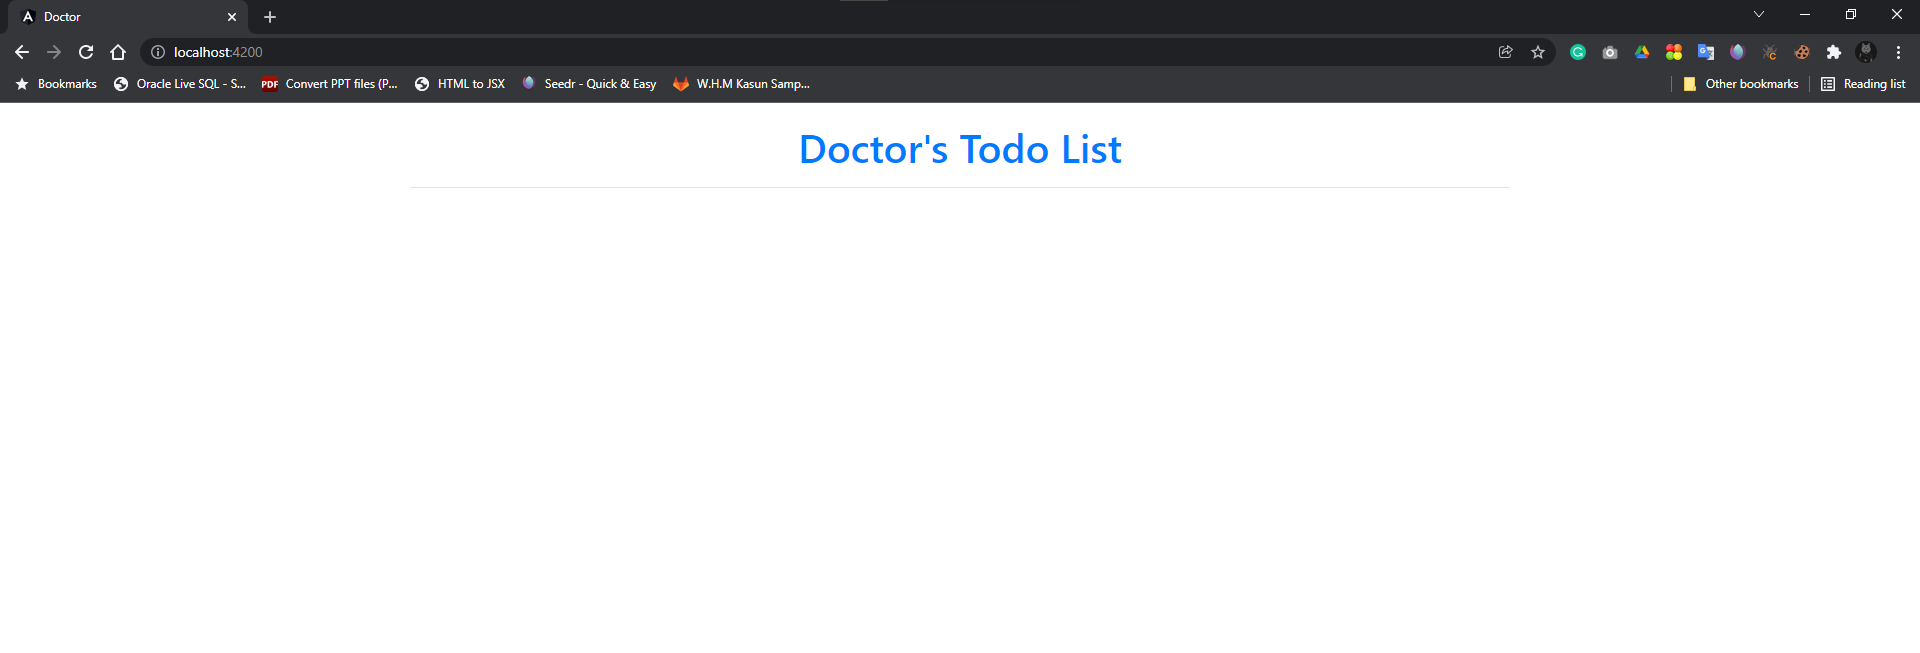 Doctor
localhost:4200
Bookmarks
Oracle Live SQL - S...
PDF
Convert PPT files (P...
HTML to JSX
Seedr - Quick & Easy
W.H.M Kasun Samp...
Other bookmarks
Reading list
Doctor's Todo List